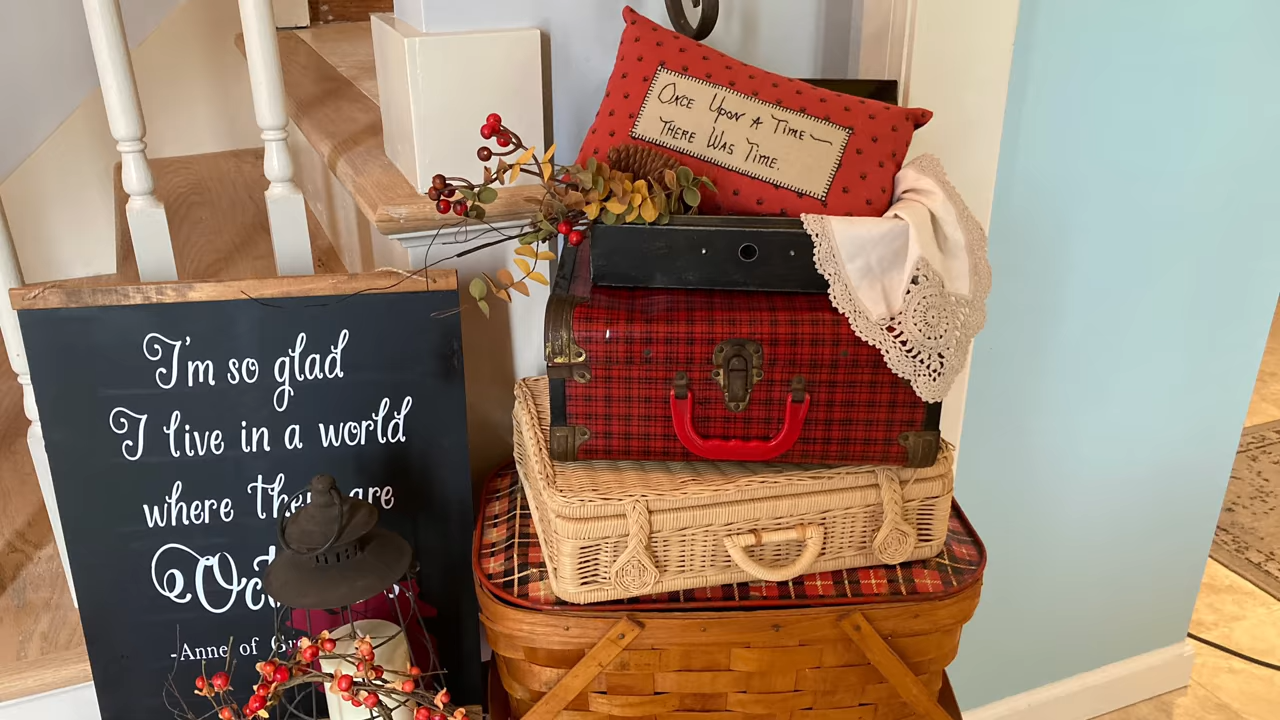 I'm so glad
I live in a world
where there are
-Anne of
Once Upon A Time~
There Was Time.